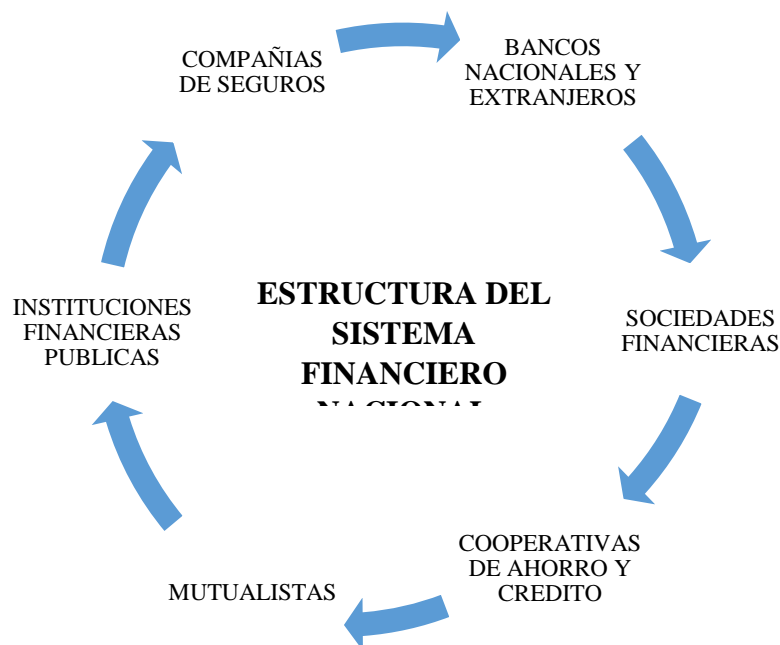 COMPAÑIAS
DE SEGUROS
BANCOS
NACIONALES Y
EXTRANJEROS
SOCIEDADES
FINANCIERAS
COOPERATIVAS
DE AHORRO Y
CREDITO
MUTUALISTAS
INSTITUCIONES
FINANCIERAS
PUBLICAS
ESTRUCTURA DEL
SISTEMA
FINANCIERO
NACIONAL